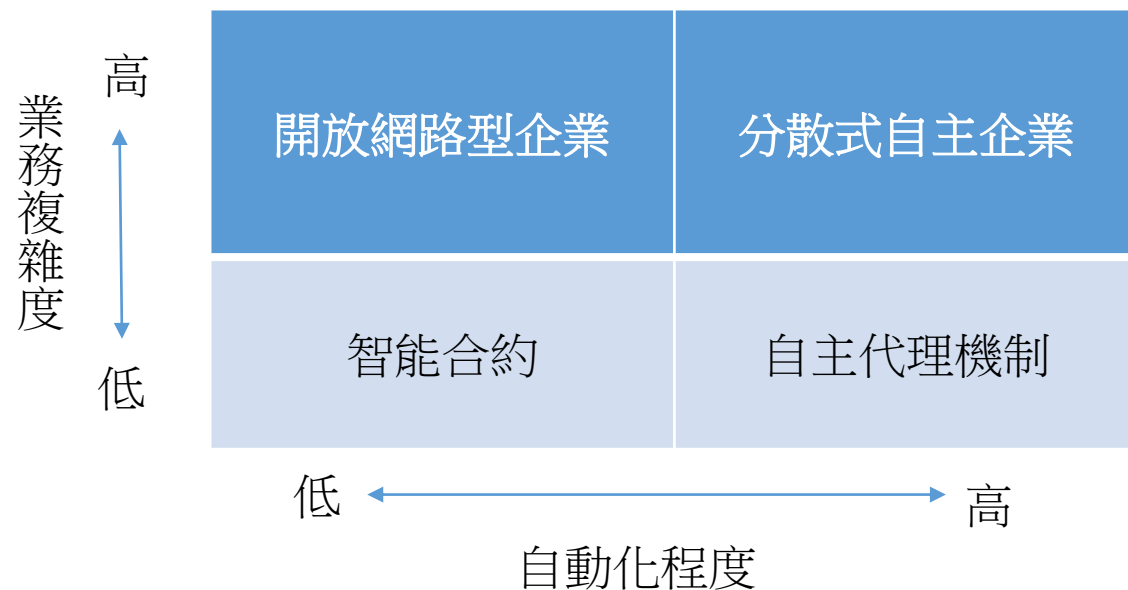 業務複雜度
高
低
開放網路型企業
分散式自主企業
智能合約
自主代理機制
低
高
自動化程度